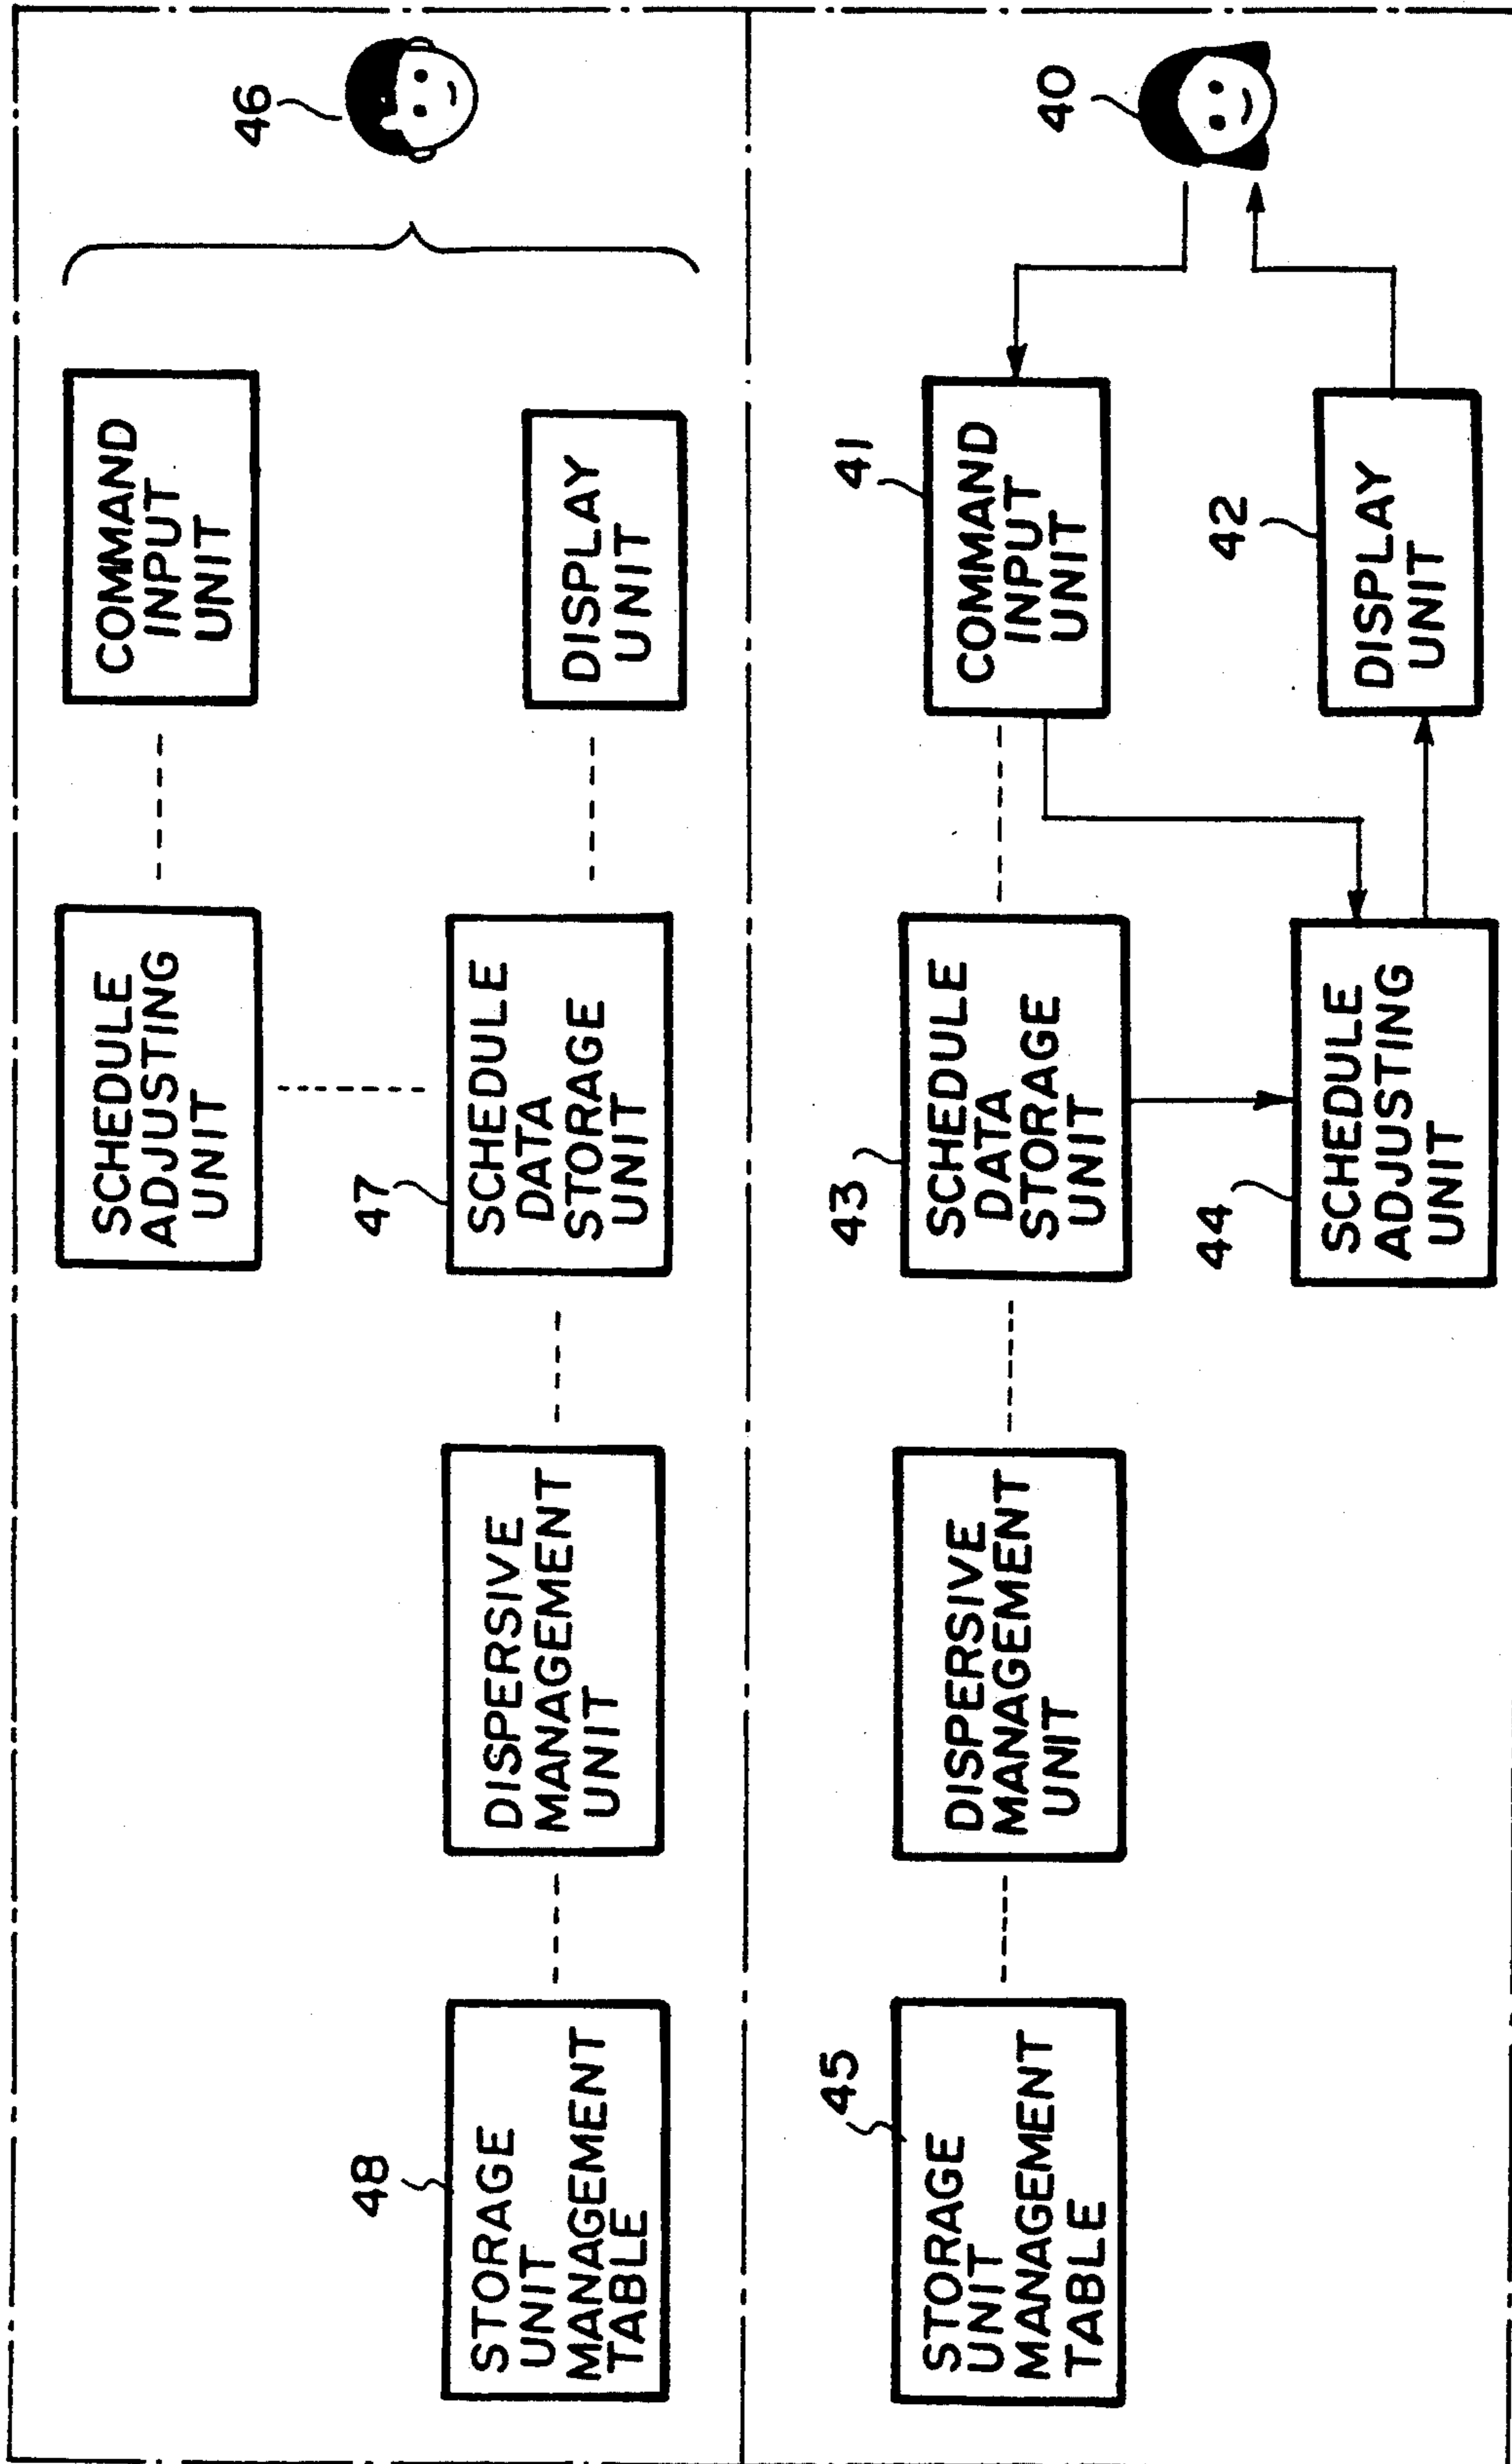 46
COMMAND
INPUT
UNIT
DISPLAY
UNIT
SCHEDULE
ADJUSTING
UNIT
47
SCHEDULE
DATA
STORAGE
UNIT
DISPERSIVE
MANAGEMENT
UNIT
48
STORAGE
UNIT
MANAGEMENT
TABLE
40
41
COMMAND
INPUT
UNIT
42
DISPLAY
UNIT
43
SCHEDULE
DATA
STORAGE
UNIT
44
SCHEDULE
ADJUSTING
UNIT
DISPERSIVE
MANAGEMENT
UNIT
45
STORAGE
UNIT
MANAGEMENT
TABLE